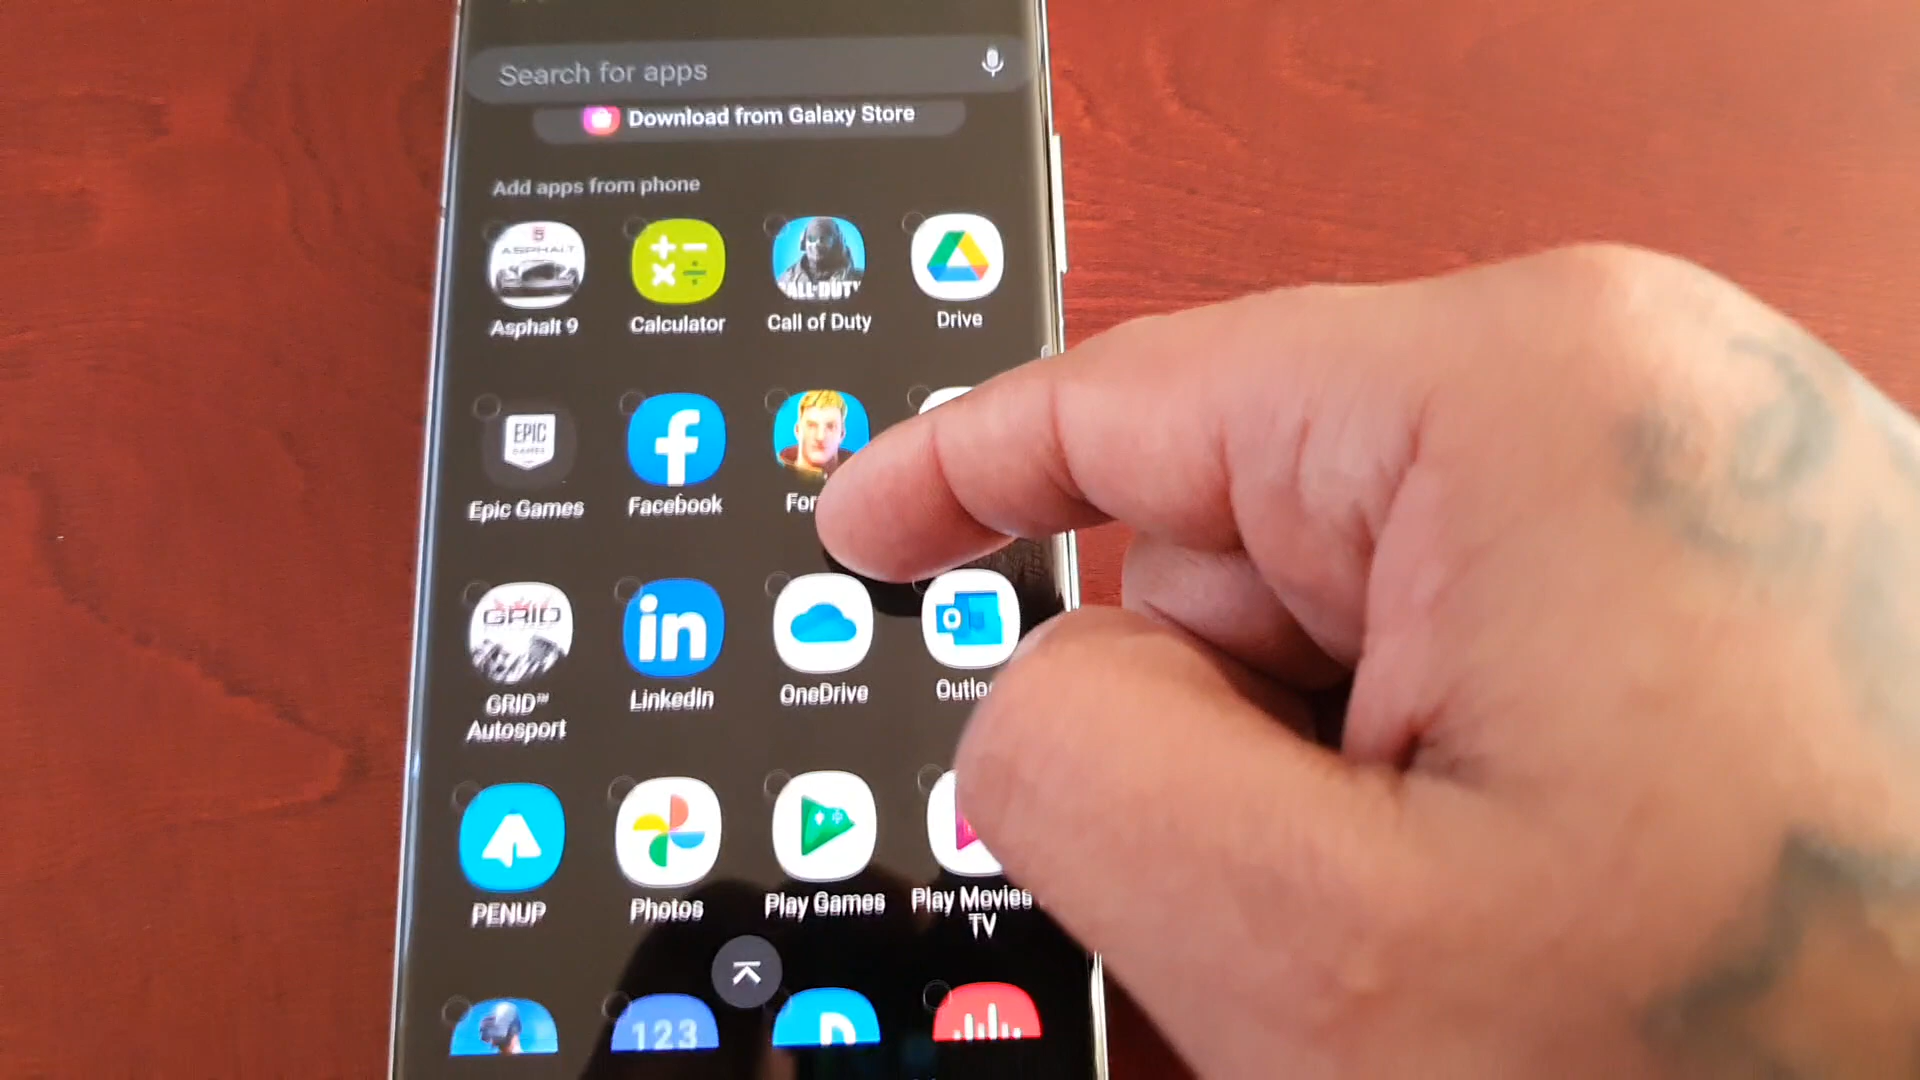 Search for apps
Download from Galaxy Store
Add apps from phone
ASPHALT
ALL·DUTY
Asphalt 9
Calculator
Call of Duty
Drive
EPIC
GAMES
Epic Games
Facebook
For
GRID
in
GRID™
Autosport
LinkedIn
OneDrive
Outlo
PENUP
Photos
Play Games
Play Movies
TV
123